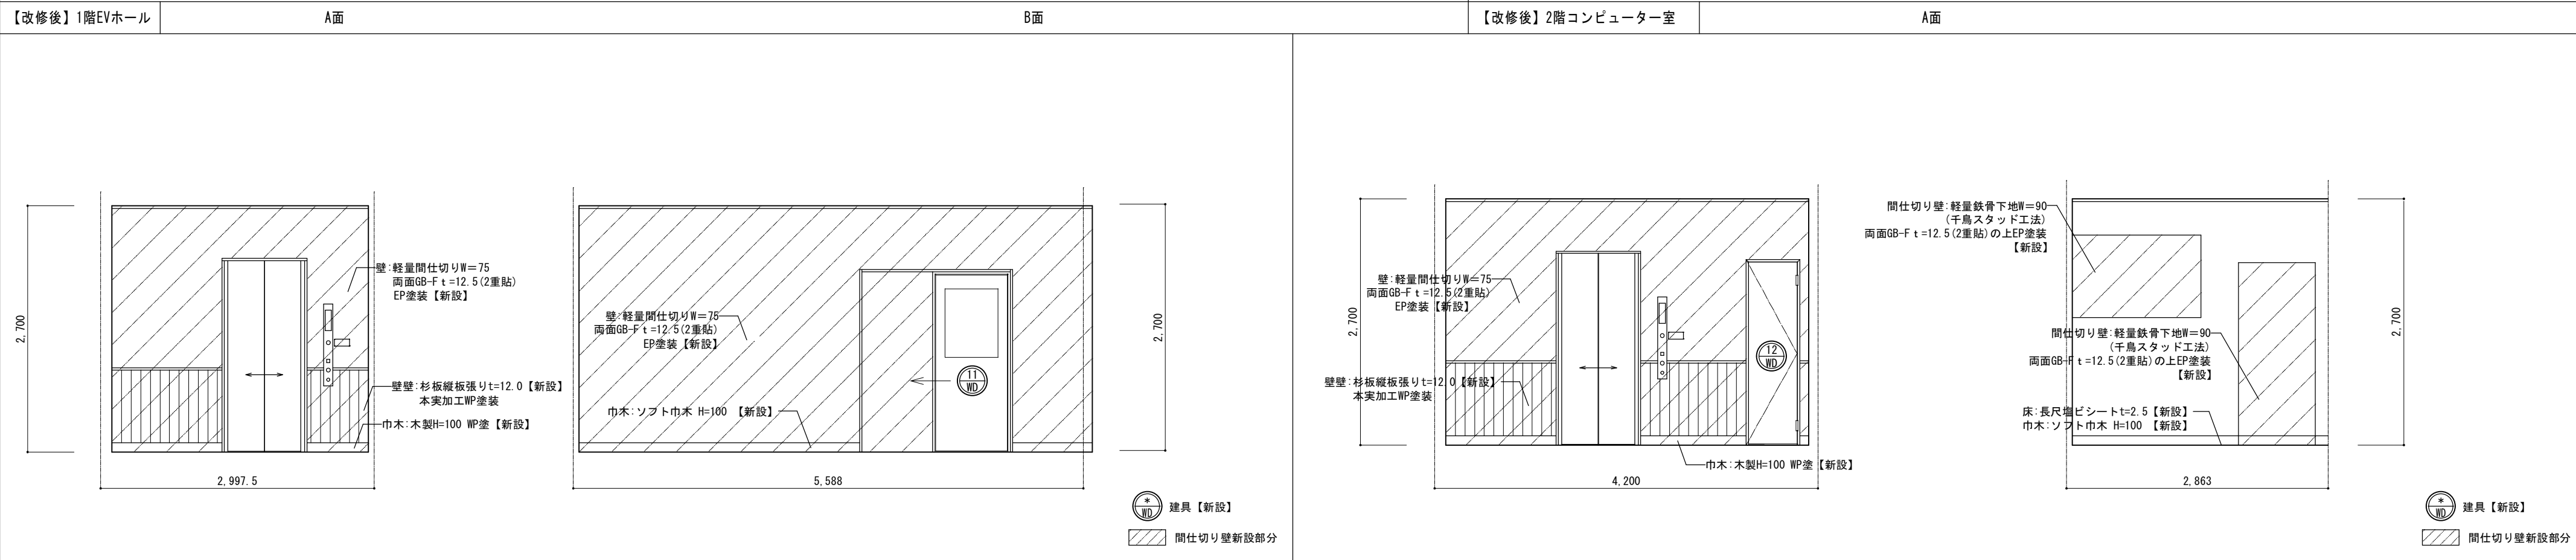 【改修後】1階EVホール
A面
B面
【改修後】2階コンピューター室
A面
2,700
壁:軽量間仕切りW=75
両面GB-F t=12.5(2重貼)
EP塗装【新設】
壁壁:杉板縦板張りt=12.0【新設】
本実加工WP塗装
巾木:木製H=100 WP塗【新設】
2,997.5
壁:軽量間仕切りW=75
両面GB-F t=12.5(2重貼)
EP塗装【新設】
巾木:ソフト巾木 H=100 【新設】
11
WD
2,700
5,588
*
WD
建具【新設】
間仕切り壁新設部分
2,700
壁:軽量間仕切りW=75
両面GB-F t=12.5(2重貼)
EP塗装【新設】
壁壁:杉板縦板張りt=12.0【新設】
本実加工WP塗装
12
WD
巾木:木製H=100 WP塗【新設】
4,200
間仕切り壁:軽量鉄骨下地W=90
(千鳥スタッド工法)
両面GB-F t=12.5(2重貼)の上EP塗装
【新設】
間仕切り壁:軽量鉄骨下地W=90
(千鳥スタッド工法)
両面GB-F t=12.5(2重貼)の上EP塗装
【新設】
床:長尺塩ビシートt=2.5【新設】
巾木:ソフト巾木 H=100 【新設】
2,700
2,863
*
WD
建具【新設】
間仕切り壁新設部分